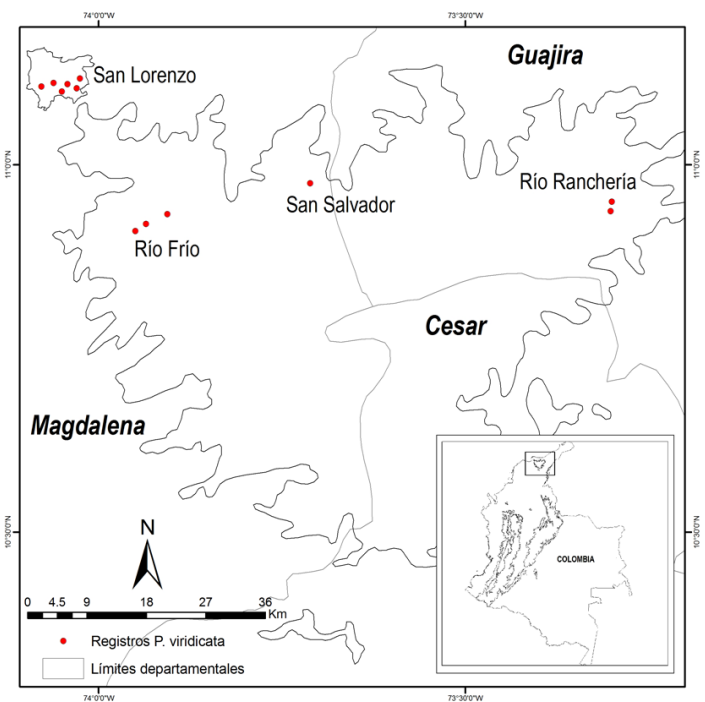 74°0'0"W
73°30'0"W
Guajira
San Lorenzo
11°0'0"N
11°0'0"N
Río Ranchería
San Salvador
Río Frío
Cesar
Magdalena
N
10°30'0"N
10°30'0"N
COLOMBIA
0 4.5 9 18 27 36
Km
Registros P. viridicata
Límites departamentales
74°0'0"W
73°30'0"W